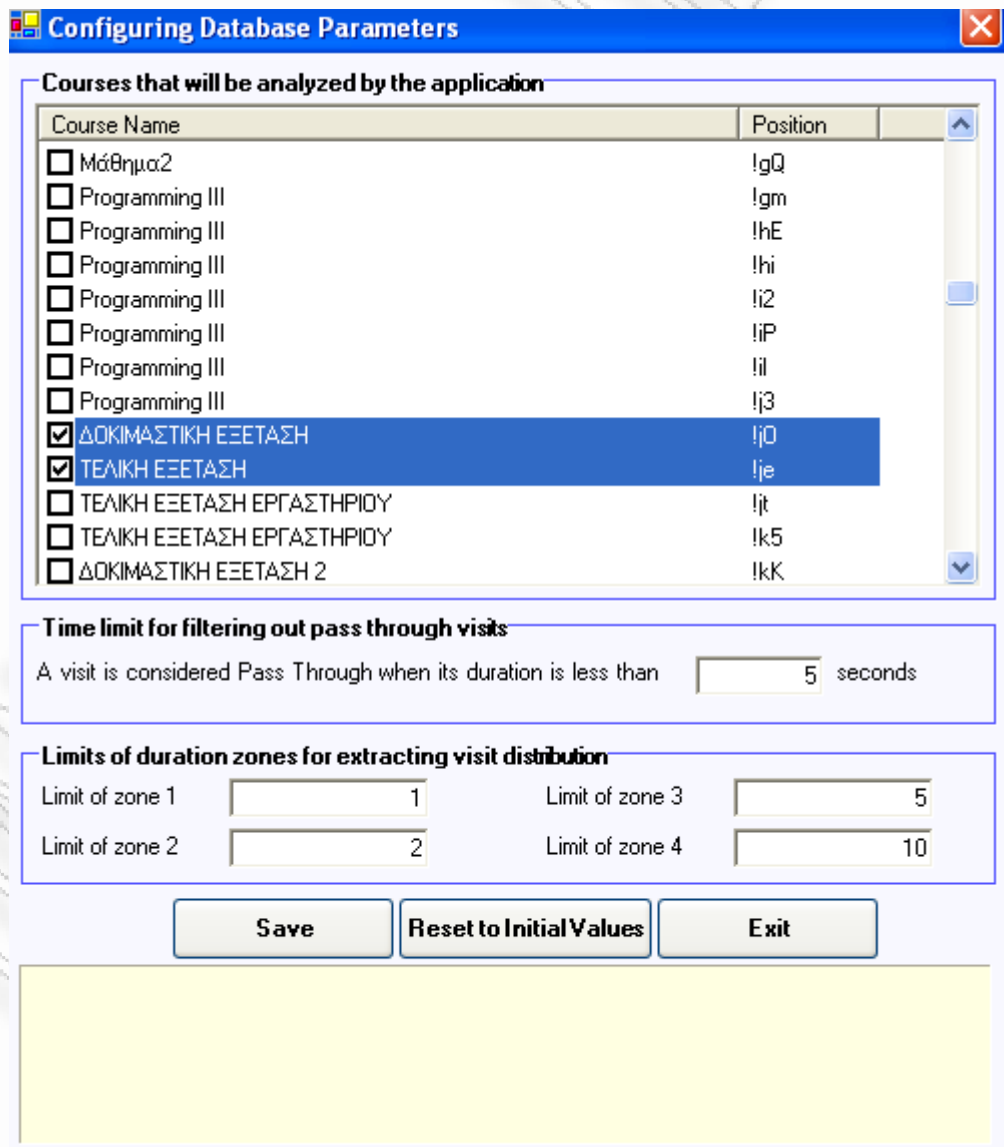 Configuring Database Parameters
Courses that will be analyzed by the application
Course Name Position
Μάθημα2 !gQ
Programming III !gm
Programming III !hE
Programming III !hi
Programming III !i2
Programming III !iP
Programming III !il
Programming III !j3
ΔΟΚΙΜΑΣΤΙΚΗ ΕΞΕΤΑΣΗ !jO
ΤΕΛΙΚΗ ΕΞΕΤΑΣΗ !je
ΤΕΛΙΚΗ ΕΞΕΤΑΣΗ ΕΡΓΑΣΤΗΡΙΟΥ !jt
ΤΕΛΙΚΗ ΕΞΕΤΑΣΗ ΕΡΓΑΣΤΗΡΙΟΥ !k5
ΔΟΚΙΜΑΣΤΙΚΗ ΕΞΕΤΑΣΗ 2 !kK
Time limit for filtering out pass through visits
A visit is considered Pass Through when its duration is less than 5 seconds
Limits of duration zones for extracting visit distribution
Limit of zone 1 1 Limit of zone 3 5
Limit of zone 2 2 Limit of zone 4 10
Save Reset to Initial Values Exit